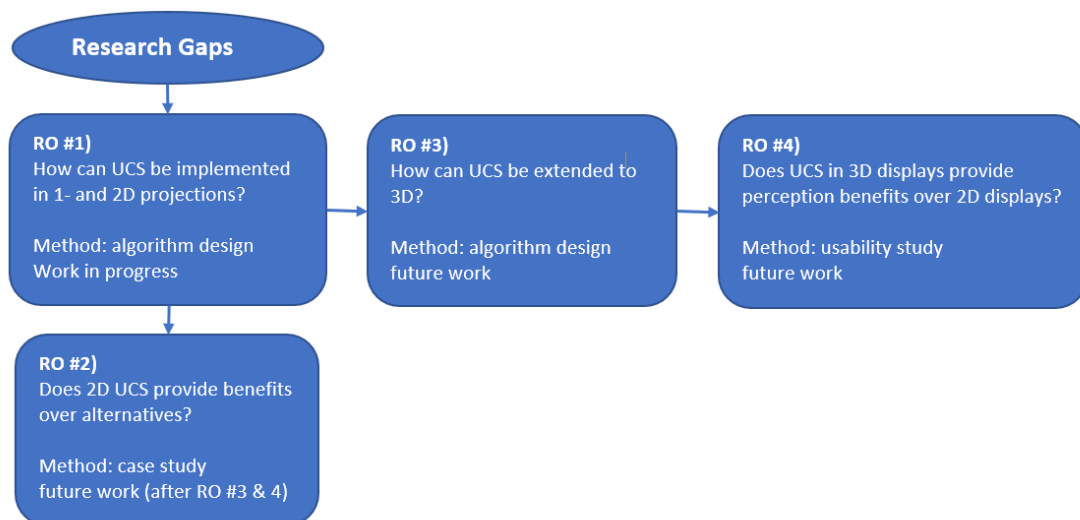 Research Gaps
RO #1)
How can UCS be implemented
in 1- and 2D projections?
Method: algorithm design
Work in progress
RO #3)
How can UCS be extended to
3D?
Method: algorithm design
future work
RO #4)
Does UCS in 3D displays provide
perception benefits over 2D displays?
Method: usability study
future work
RO #2)
Does 2D UCS provide benefits
over alternatives?
Method: case study
future work (after RO #3 & 4)